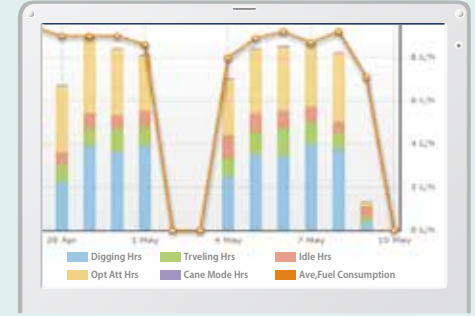 8 L/h
6 L/h
4 L/h
2 L/h
0 L/h
28 Apr 1 May 4 May 7 May 10 May
Digging Hrs Trveling Hrs Idle Hrs
Opt Att Hrs Cane Mode Hrs Ave,Fuel Consumption